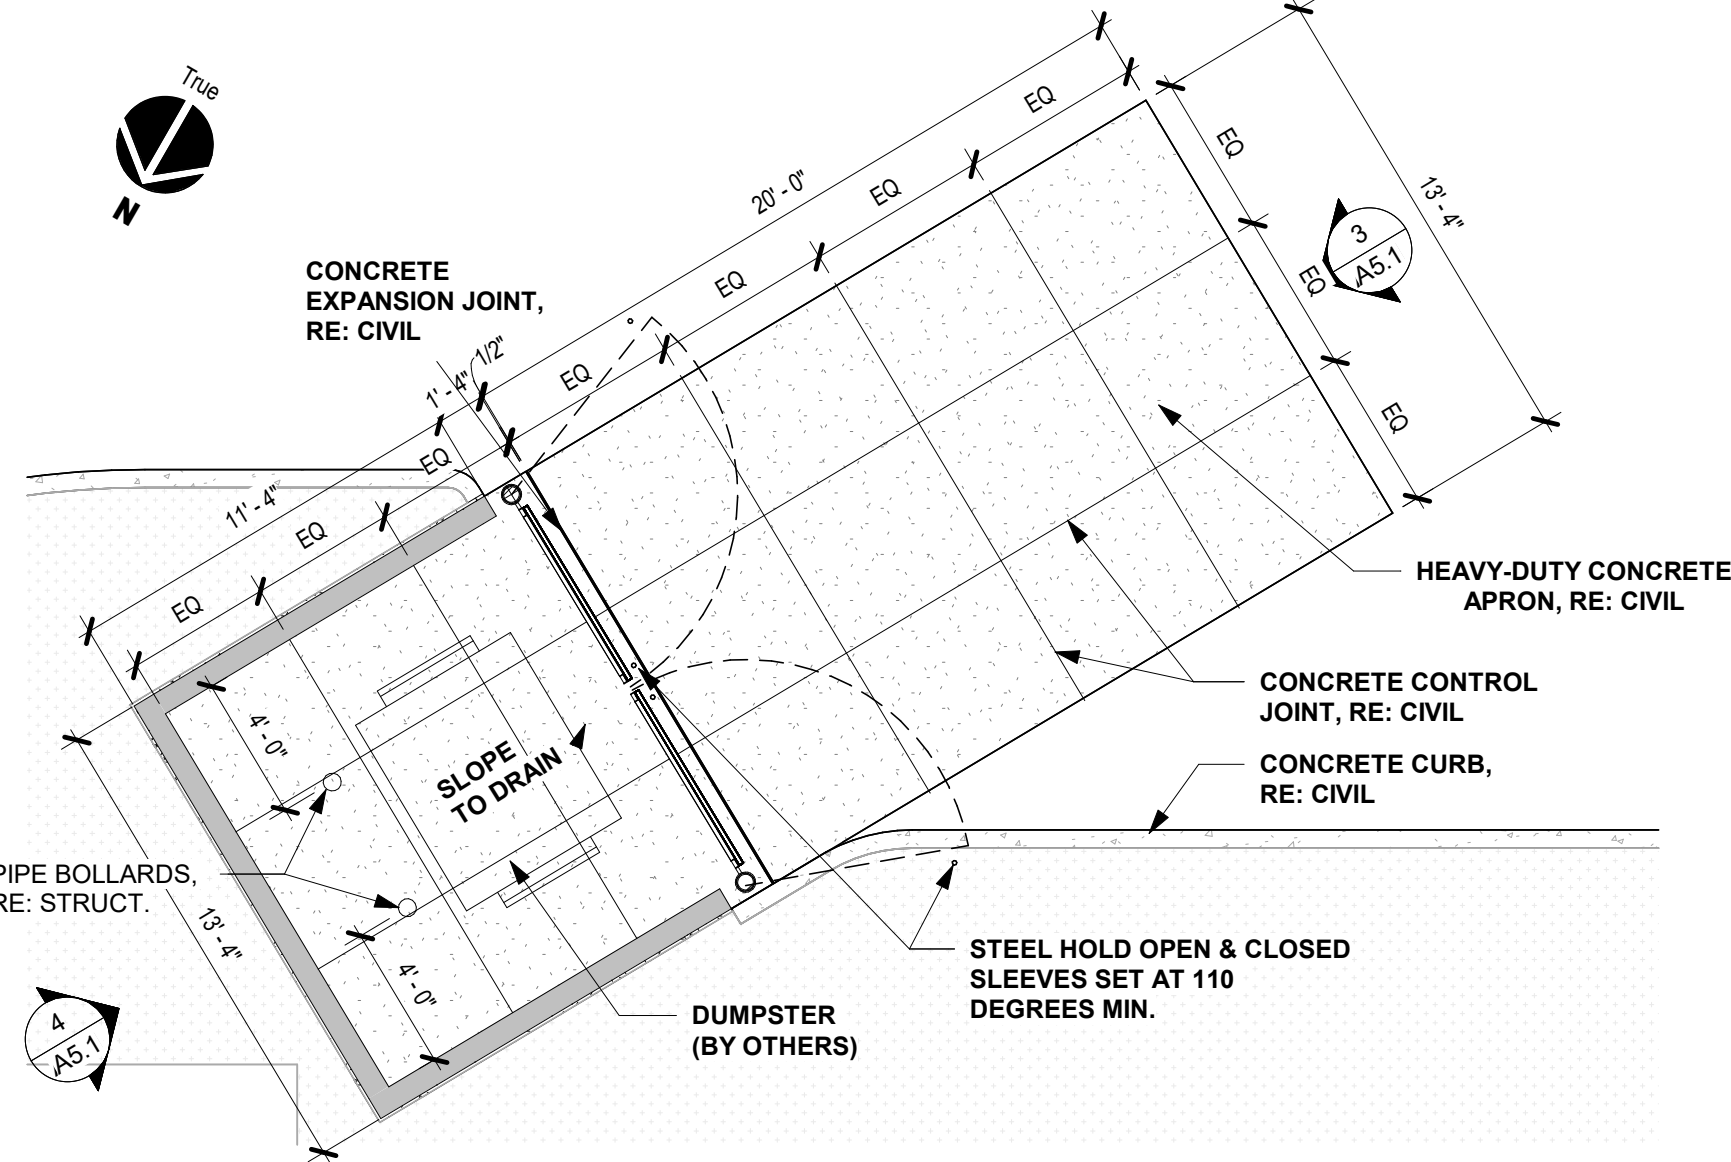 True
N
CONCRETE
EXPANSION JOINT,
RE: CIVIL
20' - 0"
EQ
EQ
EQ
EQ
1' - 4"
1/2"
EQ
11' - 4"
EQ
EQ
EQ
EQ
EQ
13' - 4"
3
A5.1
HEAVY-DUTY CONCRETE
APRON, RE: CIVIL
CONCRETE CONTROL
JOINT, RE: CIVIL
CONCRETE CURB,
RE: CIVIL
4' - 0"
SLOPE
TO DRAIN
PIPE BOLLARDS,
RE: STRUCT.
13' - 4"
4' - 0"
STEEL HOLD OPEN & CLOSED
SLEEVES SET AT 110
DEGREES MIN.
DUMPSTER
(BY OTHERS)
4
A5.1